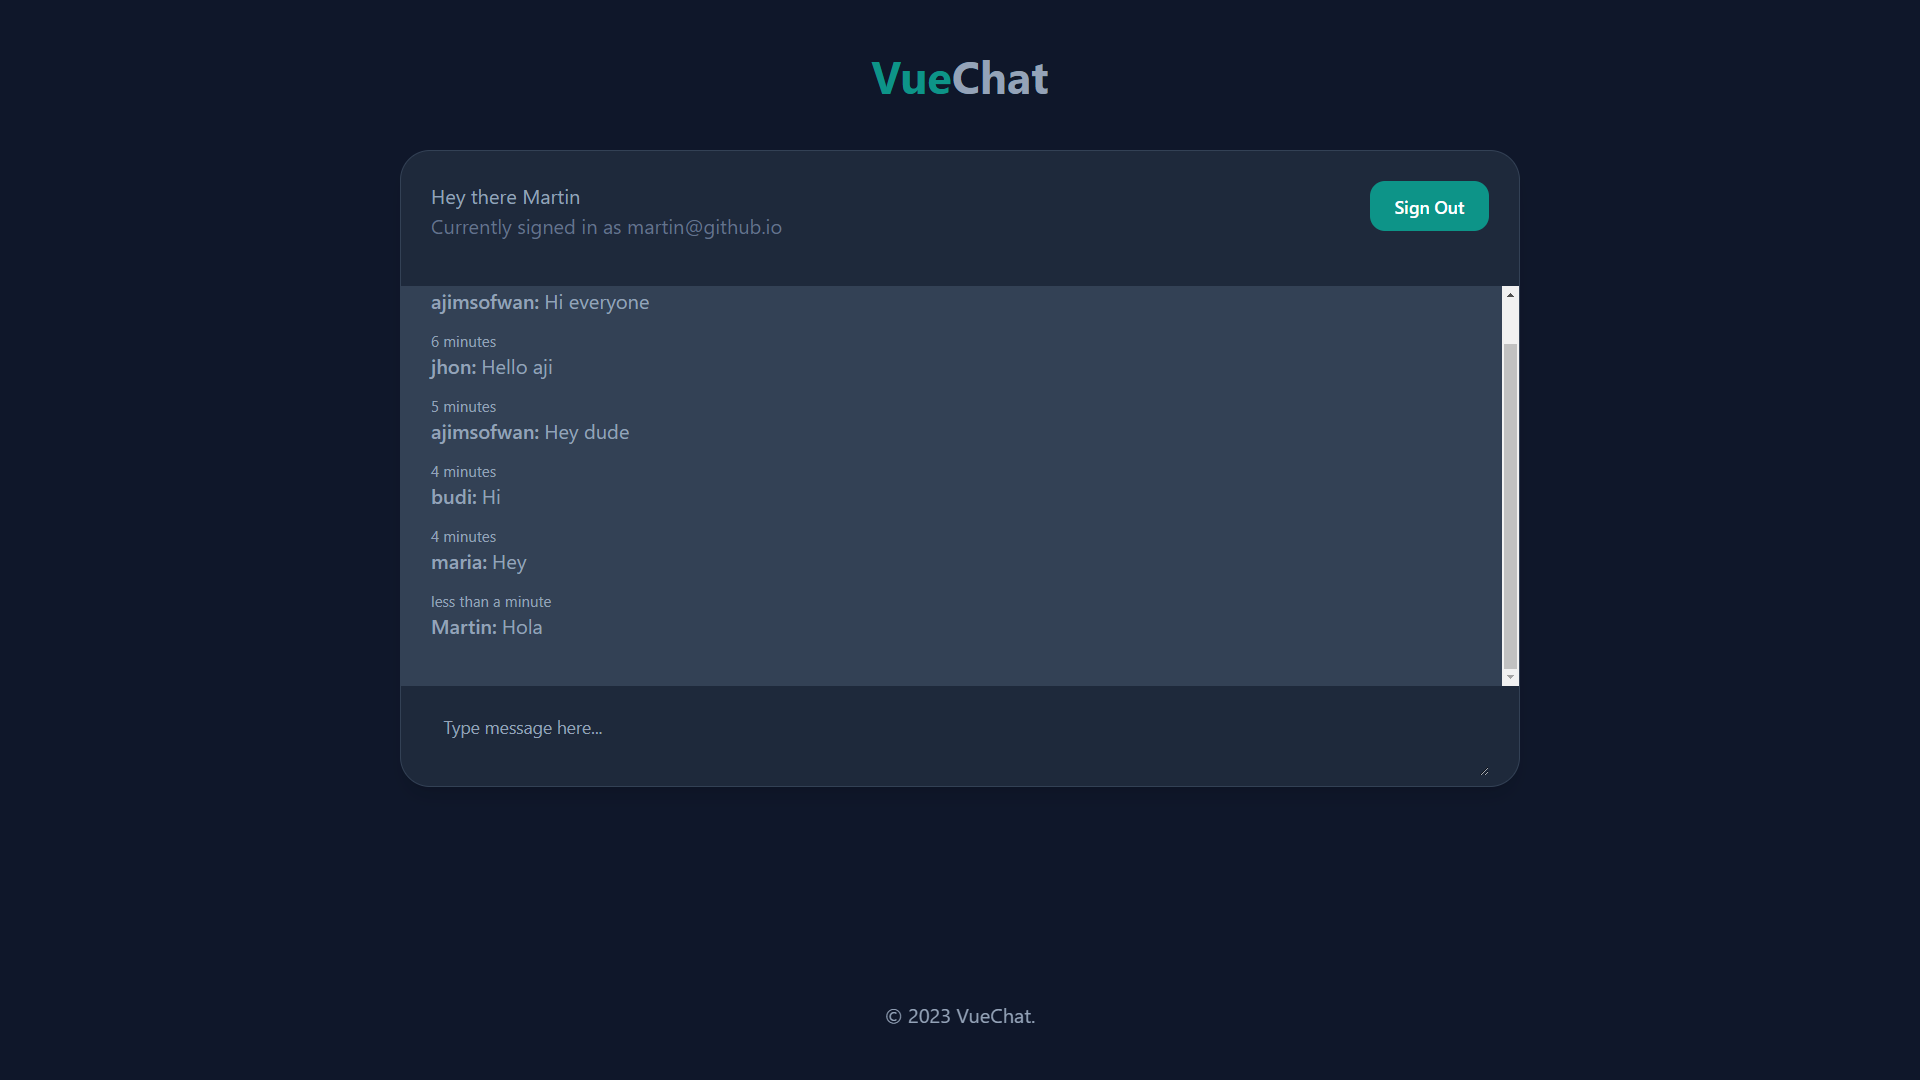 VueChat
Hey there Martin
Sign Out
Currently signed in as martin@github.io
ajimsofwan: Hi everyone
6 minutes
jhon: Hello aji
5 minutes
ajimsofwan: Hey dude
4 minutes
budi: Hi
4 minutes
maria: Hey
less than a minute
Martin: Hola
Type message here...
© 2023 VueChat.